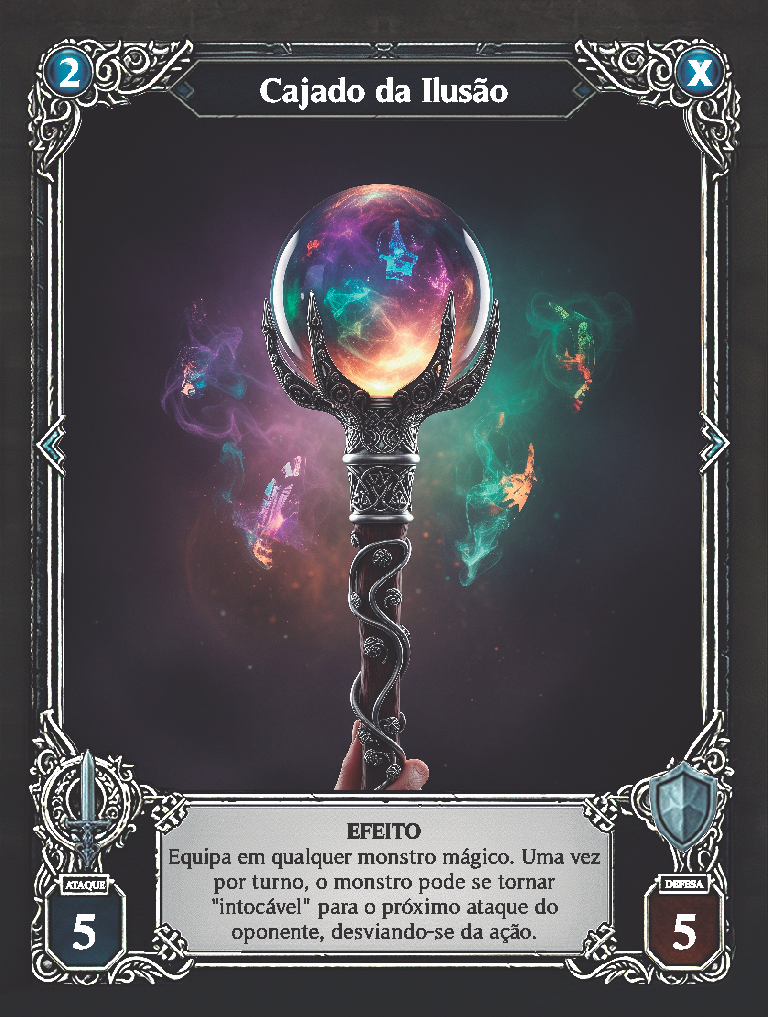 2
Cajado da Ilusão
X
EFEITO
Equipa em qualquer monstro mágico. Uma vez
por turno, o monstro pode se tornar
"intocável" para o próximo ataque do
oponente, desviando-se da ação.
ATAQUE
5
DEFESA
5